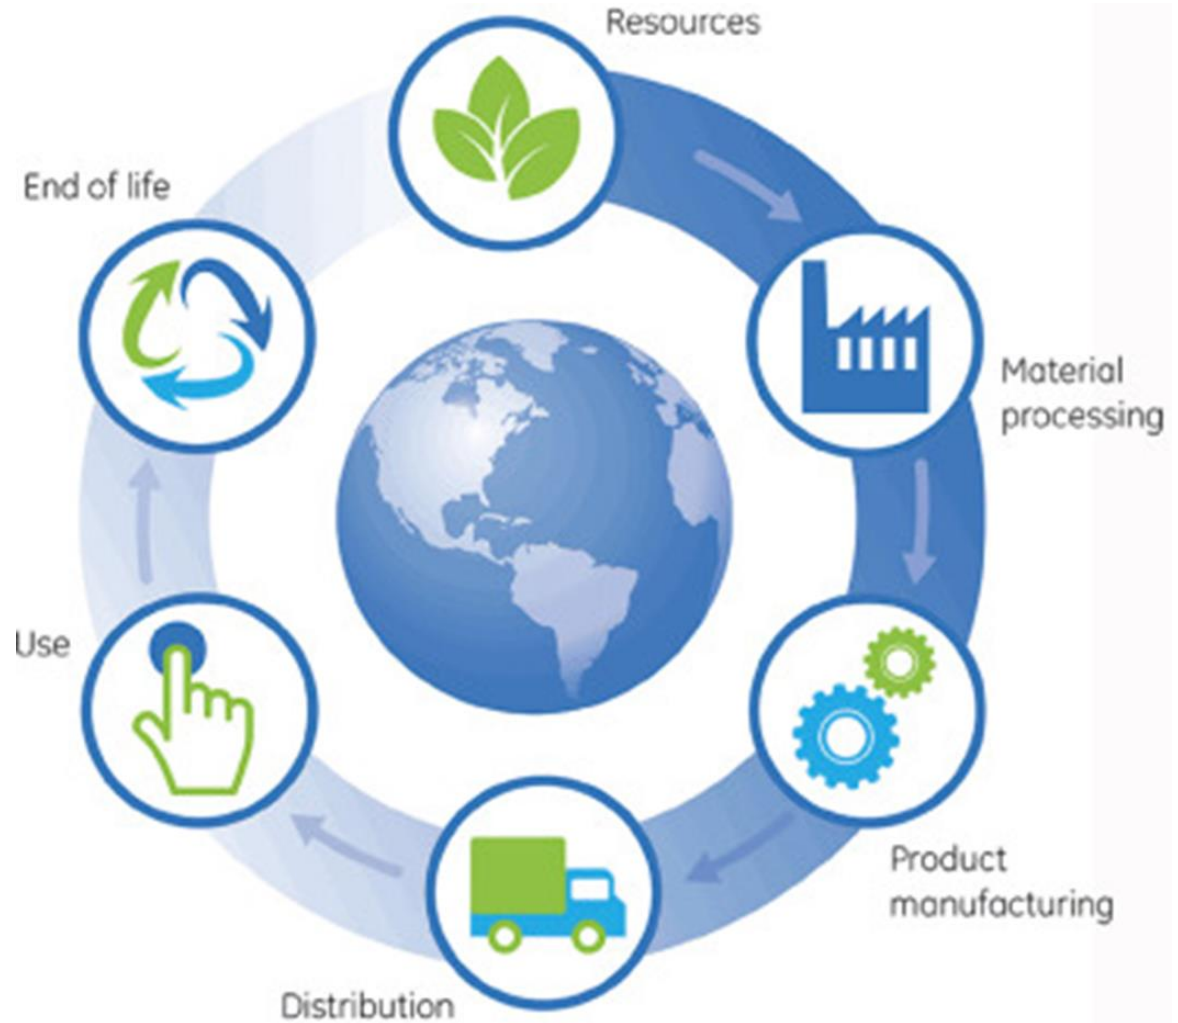 Resources
End of life
Material
processing
Use
Product
manufacturing
Distribution